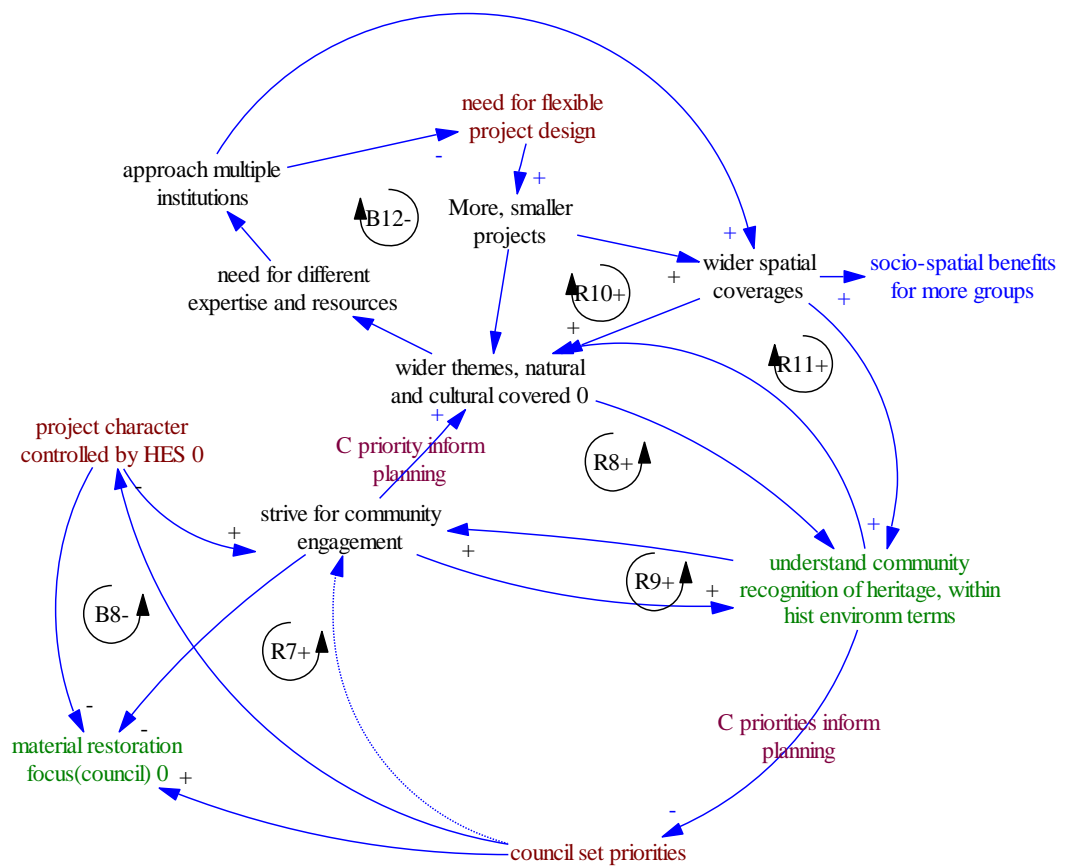 need for flexible
project design
-
+
approach multiple
institutions
B12-
More, smaller
projects
+
wider spatial
coverages
+
socio-spatial benefits
for more groups
+
need for different
expertise and resources
R10+
+
R11+
wider themes, natural
and cultural covered 0
+
project character
controlled by HES 0
-
C priority inform
planning
R8+
strive for community
engagement
+
+
+
understand community
recognition of heritage, within
hist environm terms
R9+
+
B8-
R7+
-
-
material restoration
focus(council) 0
+
C priorities inform
planning
-
council set priorities